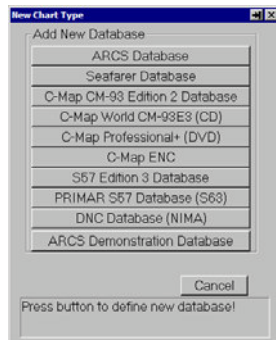 New Chart Type
Add New Database
ARCS Database
Seafarer Database
C-Map CM-93 Edition 2 Database
C-Map World CM-93E3 (CD)
C-Map Professional+ (DVD)
C-Map ENC
S57 Edition 3 Database
PRIMAR S57 Database (S63)
DNC Database (NIMA)
ARCS Demonstration Database
Cancel
Press button to define new database!